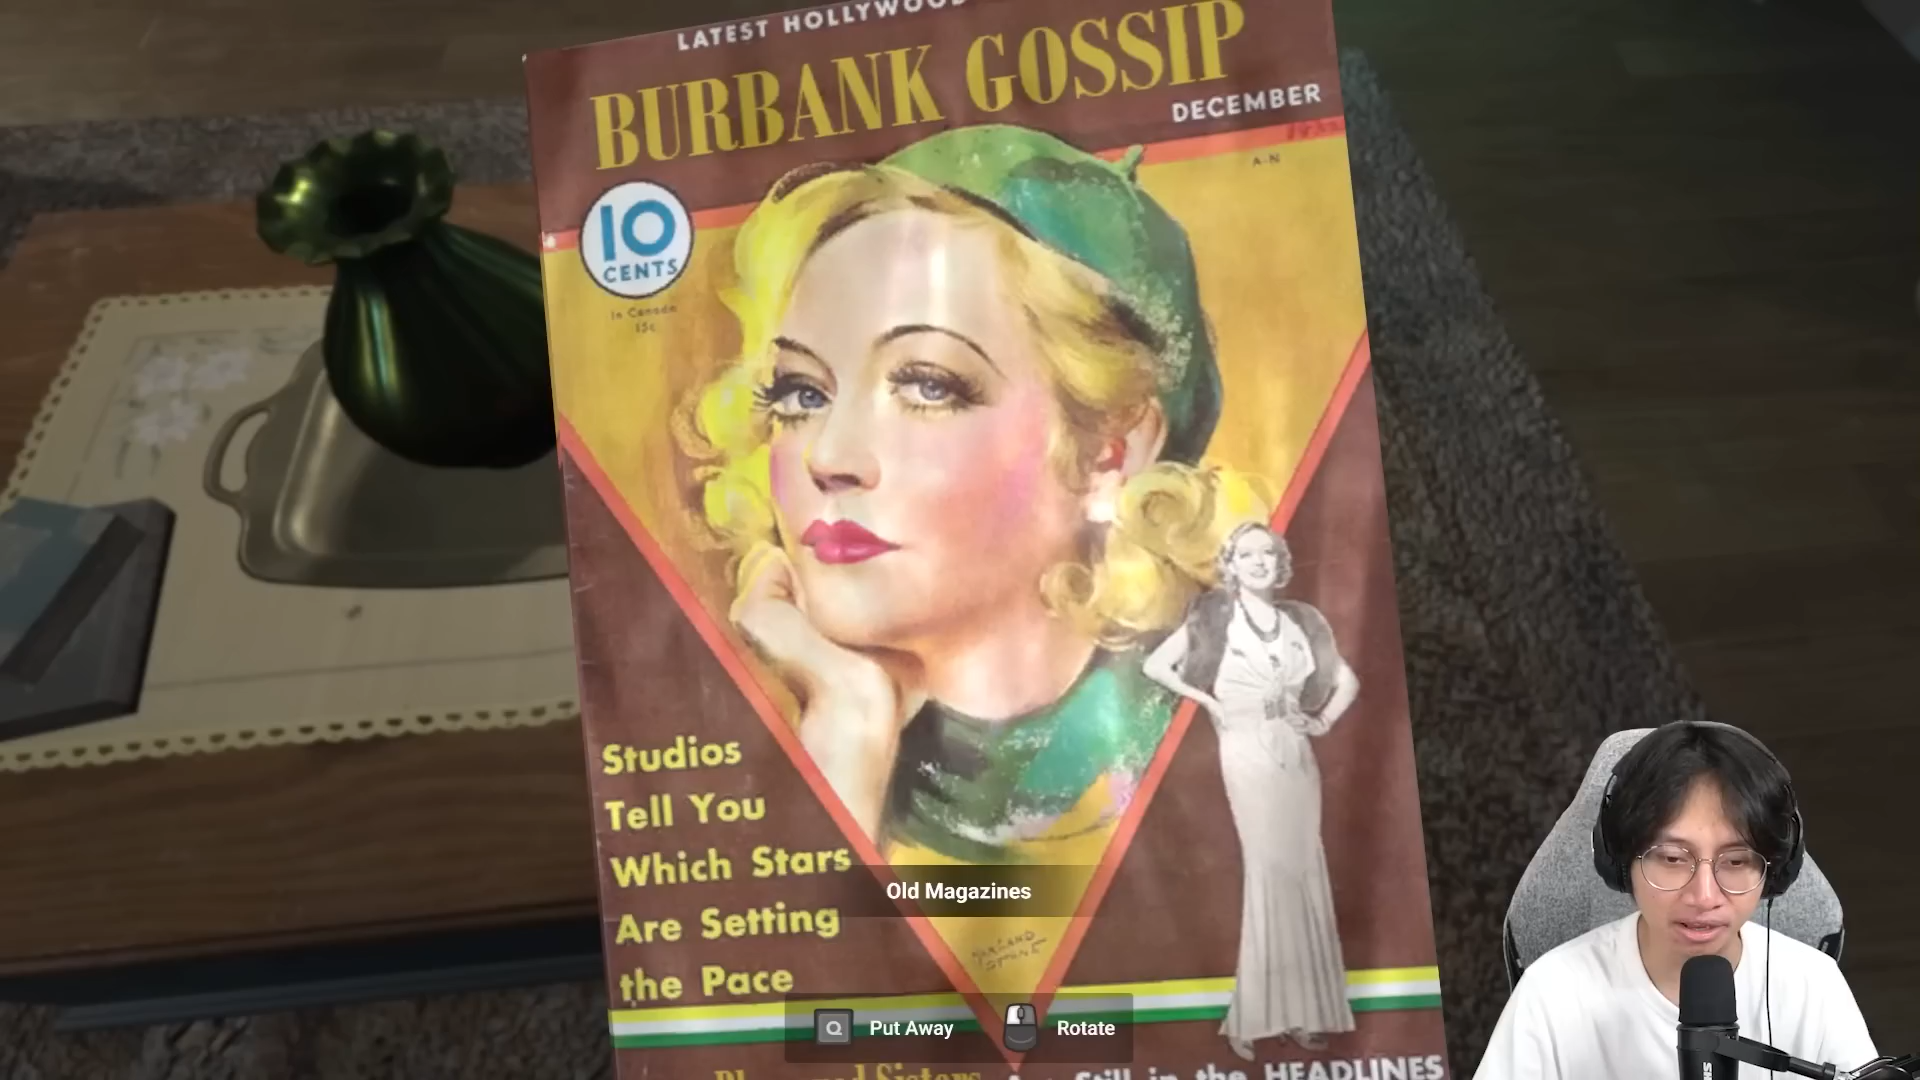 LATEST HOLLYWOOD
BURBANK GOSSIP
DECEMBER
A-N
10
CENTS
In Canada
15c
Studios
Tell You
Which Stars
Are Setting
the Pace
Old Magazines
Q Put Away Rotate
Still in the HEADLINES